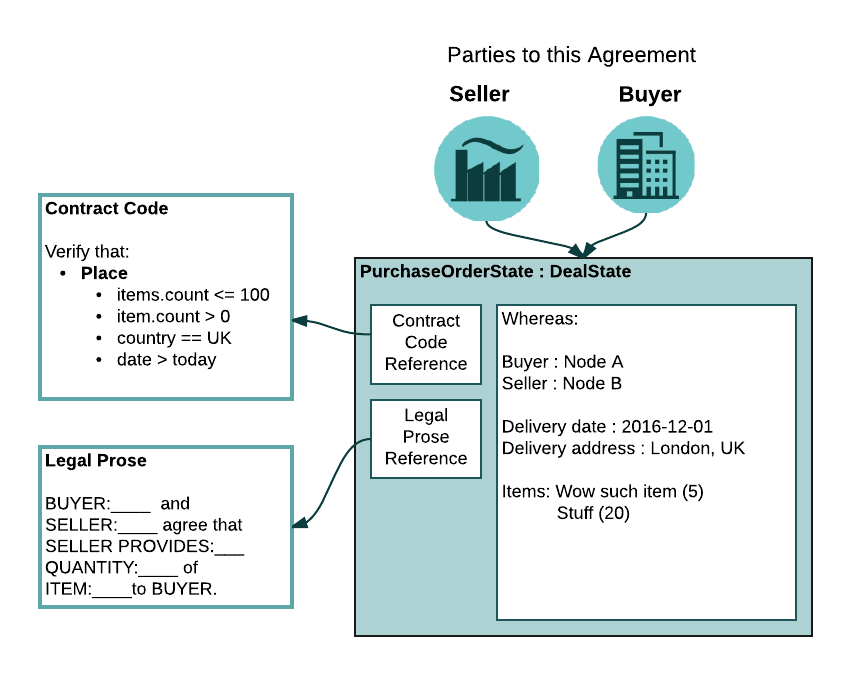 Parties to this Agreement
Seller
Buyer
Contract Code
Verify that:
• Place
• items.count <= 100
• item.count > 0
• country == UK
• date > today
Legal Prose
BUYER:____ and
SELLER:____ agree that
SELLER PROVIDES:___
QUANTITY:____ of
ITEM:____to BUYER.
PurchaseOrderState : DealState
Contract
Code
Reference
Legal
Prose
Reference
Whereas:
Buyer : Node A
Seller : Node B
Delivery date : 2016-12-01
Delivery address : London, UK
Items: Wow such item (5)
Stuff (20)